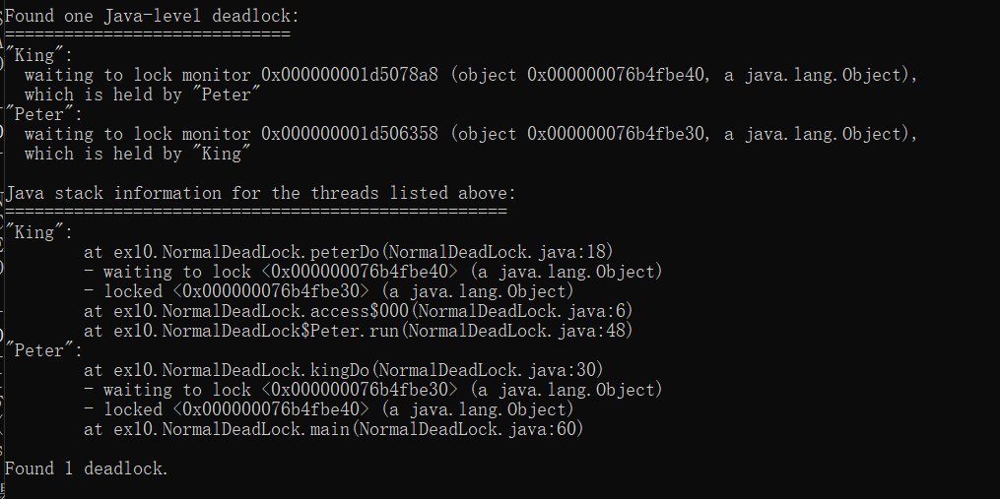 Found one Java-level deadlock:
=============================
"King":
  waiting to lock monitor 0x000000001d5078a8 (object 0x000000076b4fbe40, a java.lang.Object),
  which is held by "Peter"
"Peter":
  waiting to lock monitor 0x000000001d506358 (object 0x000000076b4fbe30, a java.lang.Object),
  which is held by "King"
Java stack information for the threads listed above:
===================================================
"King":
        at ex10.NormalDeadLock.peterDo(NormalDeadLock.java:18)
        - waiting to lock <0x000000076b4fbe40> (a java.lang.Object)
        - locked <0x000000076b4fbe30> (a java.lang.Object)
        at ex10.NormalDeadLock.access$000(NormalDeadLock.java:6)
        at ex10.NormalDeadLock$Peter.run(NormalDeadLock.java:48)
"Peter":
        at ex10.NormalDeadLock.kingDo(NormalDeadLock.java:30)
        - waiting to lock <0x000000076b4fbe30> (a java.lang.Object)
        - locked <0x000000076b4fbe40> (a java.lang.Object)
        at ex10.NormalDeadLock.main(NormalDeadLock.java:60)
Found 1 deadlock.